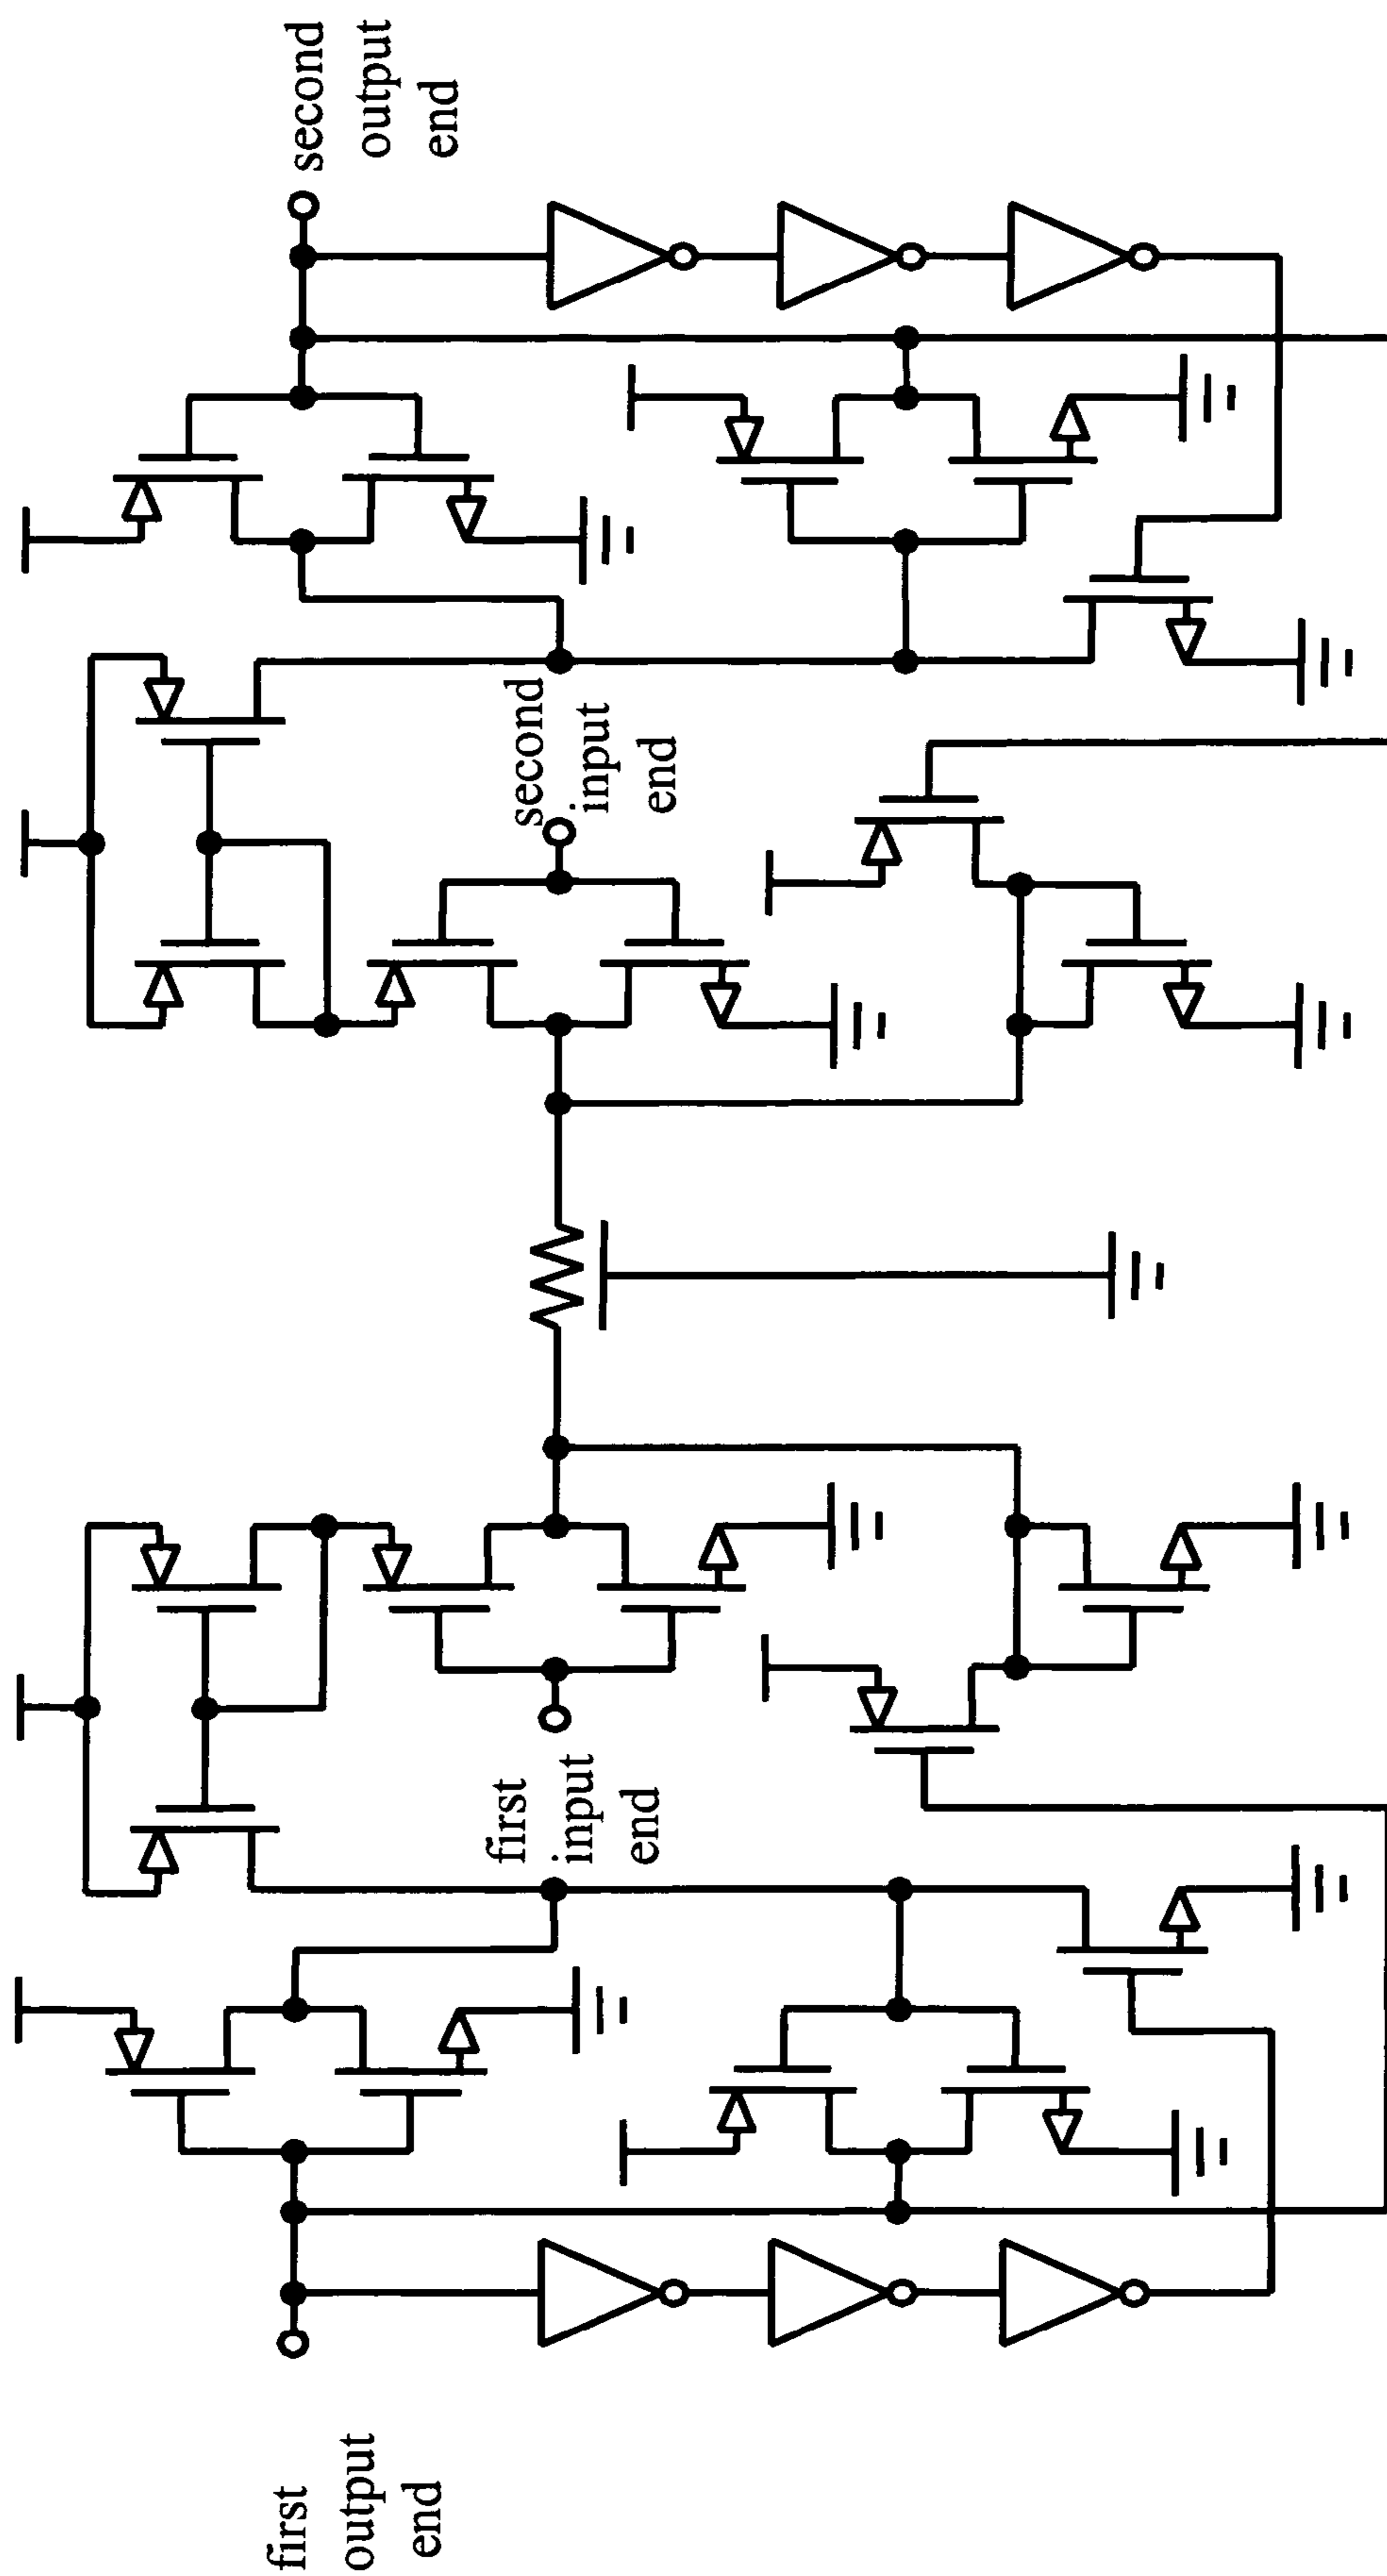 first
output
end
first
input
end
second
input
end
second
output
end